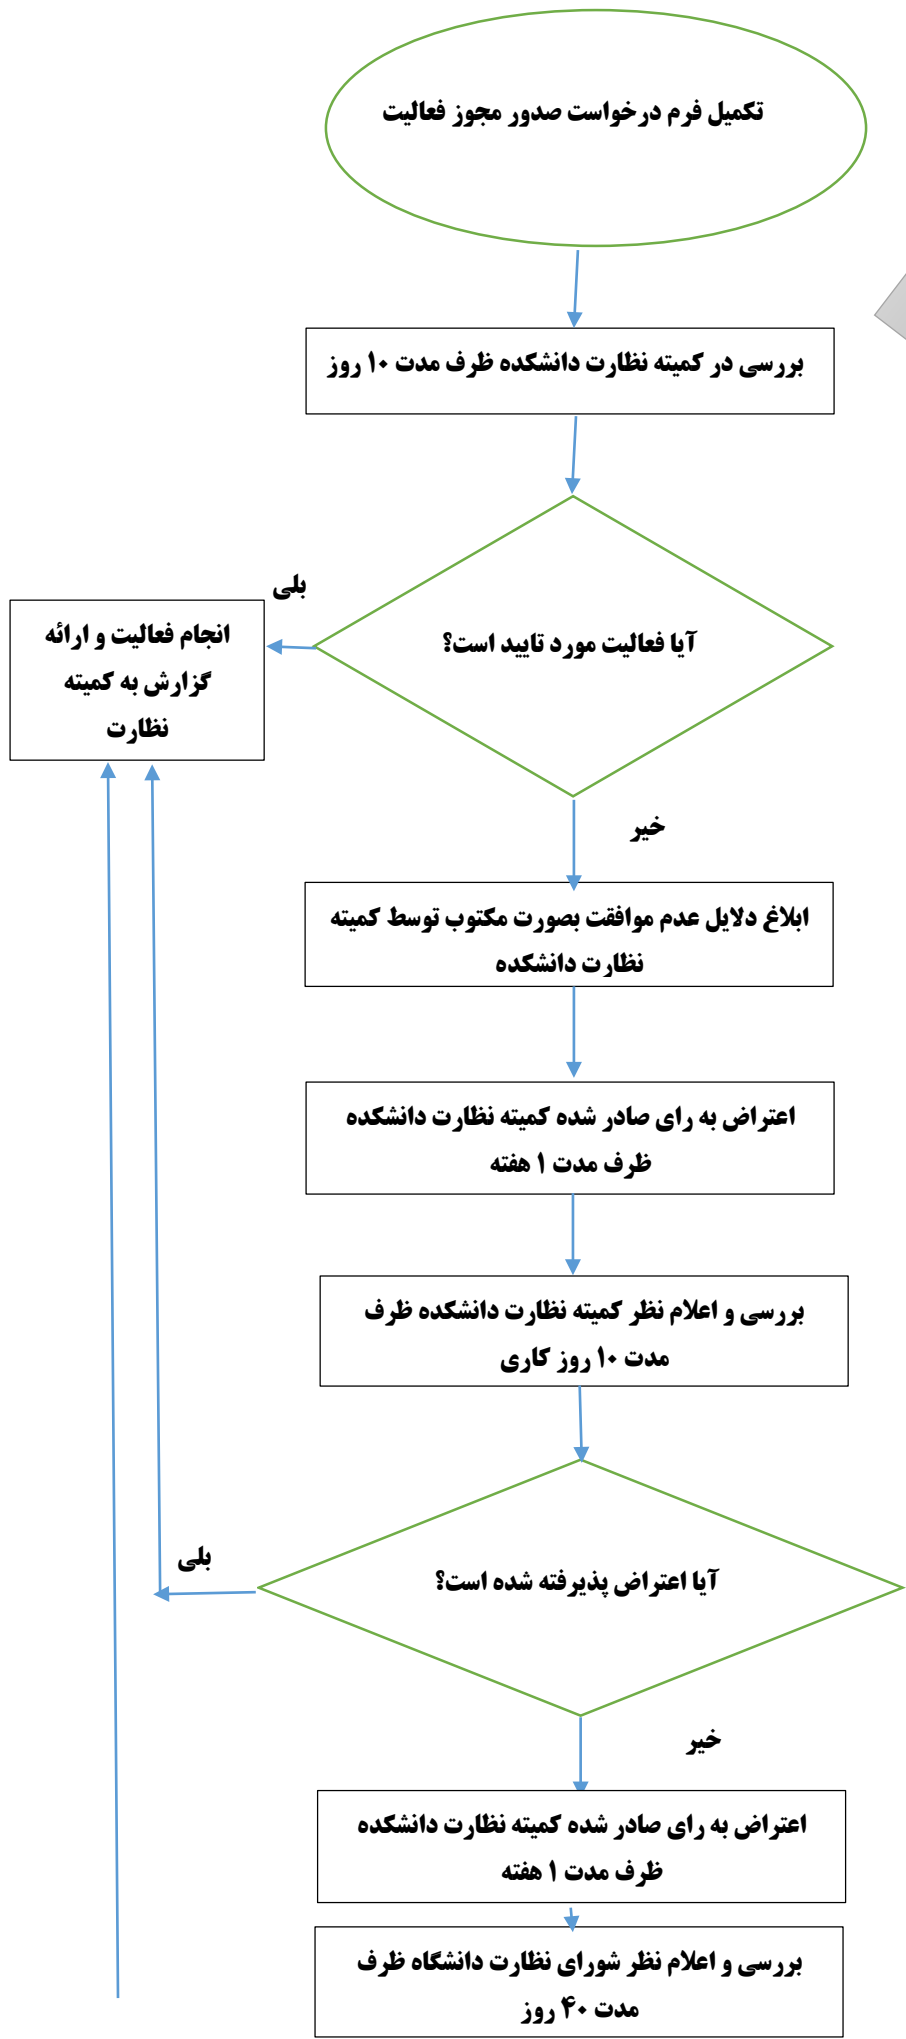 تکمیل فرم درخواست صدور مجوز فعالیت
بررسی در کمیته نظارت دانشکده ظرف مدت ۱۰ روز
بلی
آیا فعالیت مورد تایید است؟
انجام فعالیت و ارائه
گزارش به کمیته
نظارت
خیر
ابلاغ دلایل عدم موافقت بصورت مکتوب توسط کمیته
نظارت دانشکده
اعتراض به رای صادر شده کمیته نظارت دانشکده
ظرف مدت ۱ هفته
بررسی و اعلام نظر کمیته نظارت دانشکده ظرف
مدت ۱۰ روز کاری
بلی
آیا اعتراض پذیرفته شده است؟
خیر
اعتراض به رای صادر شده کمیته نظارت دانشکده
ظرف مدت ۱ هفته
بررسی و اعلام نظر شورای نظارت دانشگاه ظرف
مدت ۴۰ روز